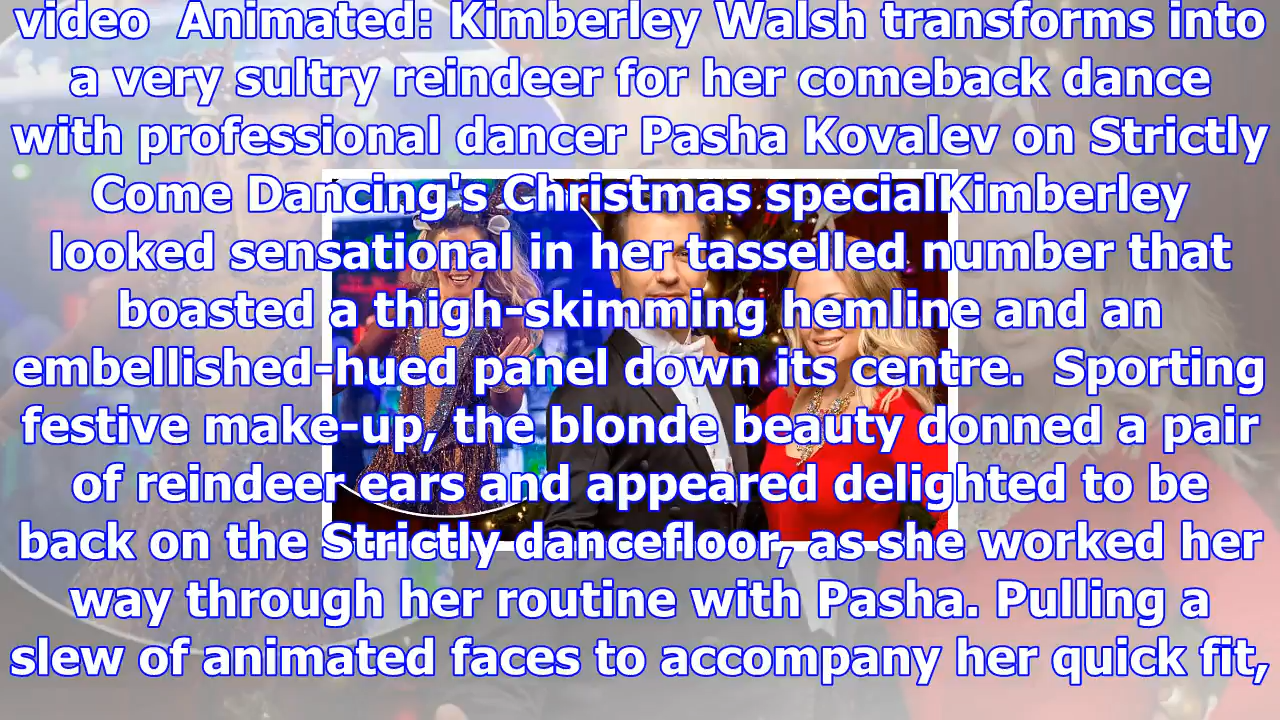 video  Animated: Kimberley Walsh transforms into
a very sultry reindeer for her comeback dance
with professional dancer Pasha Kovalev on Strictly
Come Dancing's Christmas specialKimberley
looked sensational in her tasselled number that
boasted a thigh-skimming hemline and an
embellished-hued panel down its centre.  Sporting
festive make-up, the blonde beauty donned a pair
of reindeer ears and appeared delighted to be
back on the Strictly dancefloor, as she worked her
way through her routine with Pasha. Pulling a
slew of animated faces to accompany her quick fit,